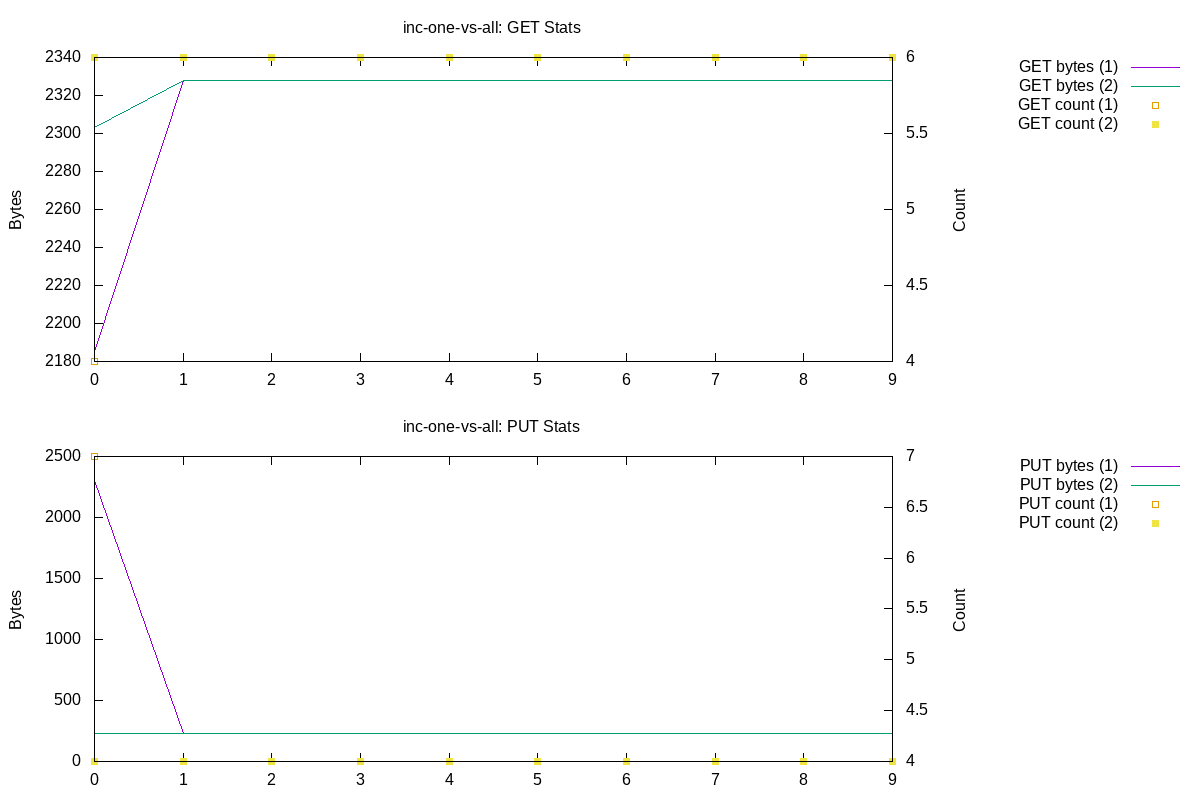 inc-one-vs-all: GET Stats
2340
2320
2300
2280
2260
2240
2220
2200
2180
Bytes
0 1 2 3 4 5 6 7 8 9
6
5.5
5
4.5
4
Count
GET bytes (1)
GET bytes (2)
GET count (1)
GET count (2)
inc-one-vs-all: PUT Stats
2500
2000
1500
1000
500
0
Bytes
0 1 2 3 4 5 6 7 8 9
7
6.5
6
5.5
5
4.5
4
Count
PUT bytes (1)
PUT bytes (2)
PUT count (1)
PUT count (2)